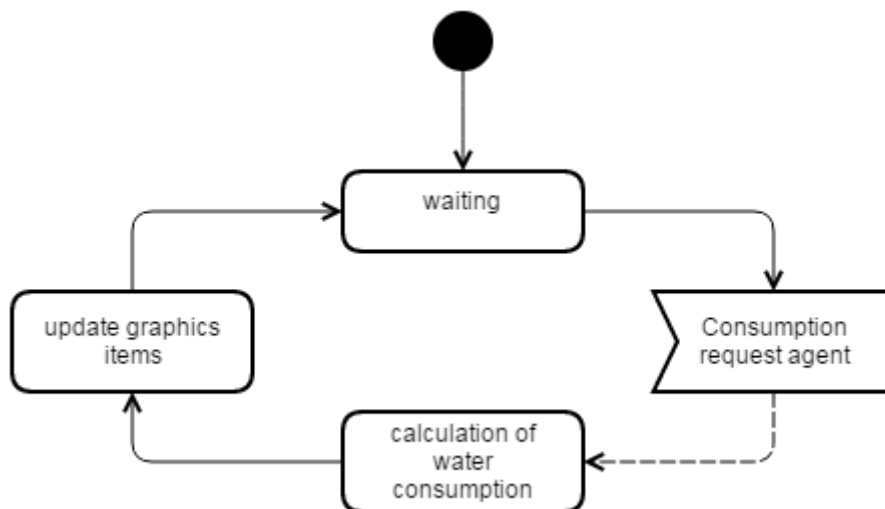 waiting
update graphics
items
Consumption
request agent
calculation of
water
consumption